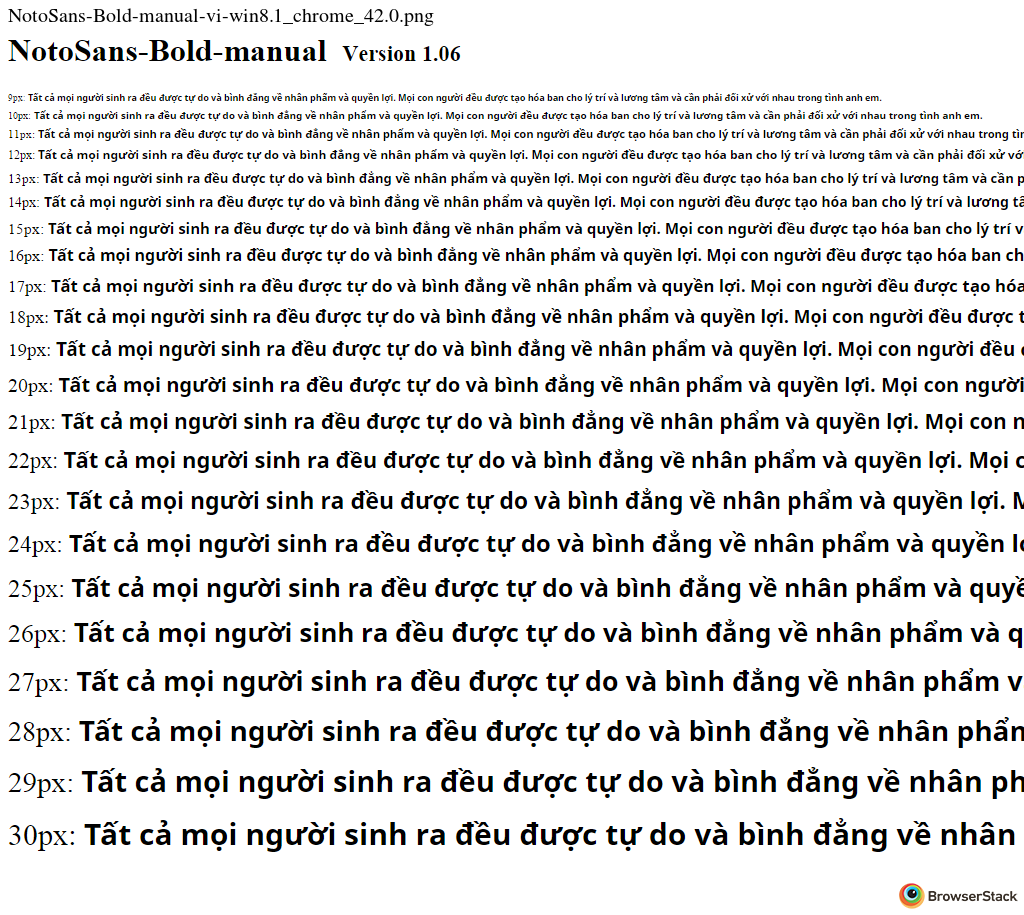 NotoSans-Bold-manual-vi-win8.1_chrome_42.0.png
NotoSans-Bold-manual Version 1.06
9px: Tất cả mọi người sinh ra đều được tự do và bình đẳng về nhân phẩm và quyền lợi. Mọi con người đều được tạo hóa ban cho lý trí và lương tâm và cần phải đối xử với nhau trong tình anh em.
10px: Tất cả mọi người sinh ra đều được tự do và bình đẳng về nhân phẩm và quyền lợi. Mọi con người đều được tạo hóa ban cho lý trí và lương tâm và cần phải đối xử với nhau trong tình anh em.
11px: Tất cả mọi người sinh ra đều được tự do và bình đẳng về nhân phẩm và quyền lợi. Mọi con người đều được tạo hóa ban cho lý trí và lương tâm và cần phải đối xử với nhau trong tìn
12px: Tất cả mọi người sinh ra đều được tự do và bình đẳng về nhân phẩm và quyền lợi. Mọi con người đều được tạo hóa ban cho lý trí và lương tâm và cần phải đối xử vớ
13px: Tất cả mọi người sinh ra đều được tự do và bình đẳng về nhân phẩm và quyền lợi. Mọi con người đều được tạo hóa ban cho lý trí và lương tâm và cần p
14px: Tất cả mọi người sinh ra đều được tự do và bình đẳng về nhân phẩm và quyền lợi. Mọi con người đều được tạo hóa ban cho lý trí và lương tâ
15px: Tất cả mọi người sinh ra đều được tự do và bình đẳng về nhân phẩm và quyền lợi. Mọi con người đều được tạo hóa ban cho lý trí v
16px: Tất cả mọi người sinh ra đều được tự do và bình đẳng về nhân phẩm và quyền lợi. Mọi con người đều được tạo hóa ban ch
17px: Tất cả mọi người sinh ra đều được tự do và bình đẳng về nhân phẩm và quyền lợi. Mọi con người đều được tạo hóa
18px: Tất cả mọi người sinh ra đều được tự do và bình đẳng về nhân phẩm và quyền lợi. Mọi con người đều được t
19px: Tất cả mọi người sinh ra đều được tự do và bình đẳng về nhân phẩm và quyền lợi. Mọi con người đều
20px: Tất cả mọi người sinh ra đều được tự do và bình đẳng về nhân phẩm và quyền lợi. Mọi con người
21px: Tất cả mọi người sinh ra đều được tự do và bình đẳng về nhân phẩm và quyền lợi. Mọi con n
22px: Tất cả mọi người sinh ra đều được tự do và bình đẳng về nhân phẩm và quyền lợi. Mọi c
23px: Tất cả mọi người sinh ra đều được tự do và bình đẳng về nhân phẩm và quyền lợi. M
24px: Tất cả mọi người sinh ra đều được tự do và bình đẳng về nhân phẩm và quyền lợ
25px: Tất cả mọi người sinh ra đều được tự do và bình đẳng về nhân phẩm và quyề
26px: Tất cả mọi người sinh ra đều được tự do và bình đẳng về nhân phẩm và q
27px: Tất cả mọi người sinh ra đều được tự do và bình đẳng về nhân phẩm v
28px: Tất cả mọi người sinh ra đều được tự do và bình đẳng về nhân phẩm
29px: Tất cả mọi người sinh ra đều được tự do và bình đẳng về nhân ph
30px: Tất cả mọi người sinh ra đều được tự do và bình đẳng về nhân
BrowserStack